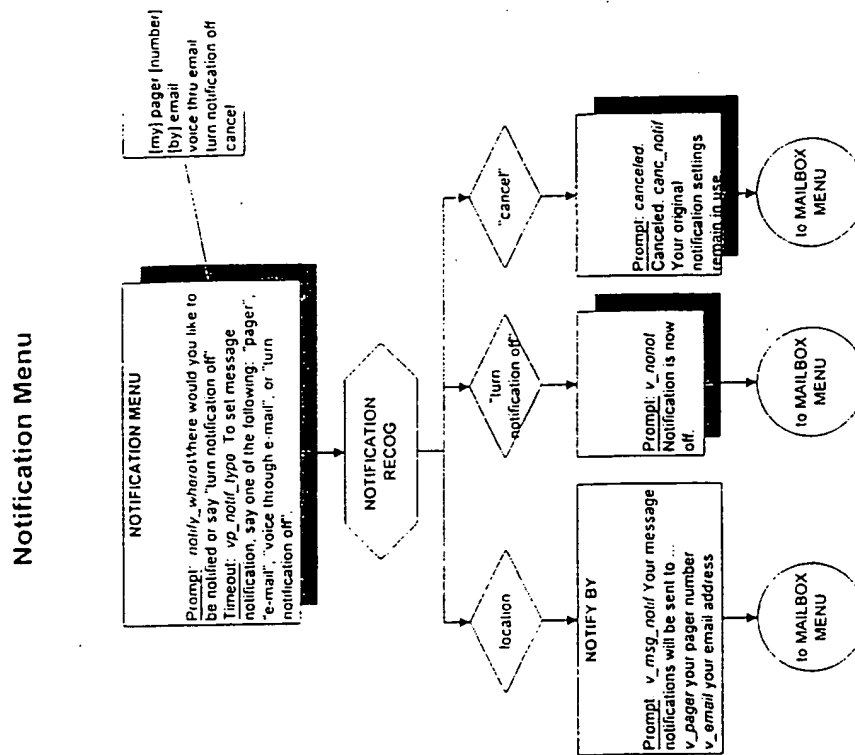 Notification Menu
NOTIFICATION MENU
Prompt: notify_where Where would you like to
be notified or say "turn notification off"
Timeout: vp_notif_type To set message
notification, say one of the following: "pager",
"e-mail", "voice through e-mail", or "turn
notification off".
[my] pager [number]
[by] email
voice thru email
turn notification off
cancel
NOTIFICATION
RECOG
location
"turn
notification off"
"cancel"
NOTIFY BY
Prompt v_msg_notif Your message
notifications will be sent to ...
v_pager your pager number
v_email your email address
Prompt: v_nonot
Notification is now
off.
Prompt: canceled.
Canceled. canc_notif
Your original
notification settings
remain in use.
to MAILBOX
MENU
to MAILBOX
MENU
to MAILBOX
MENU